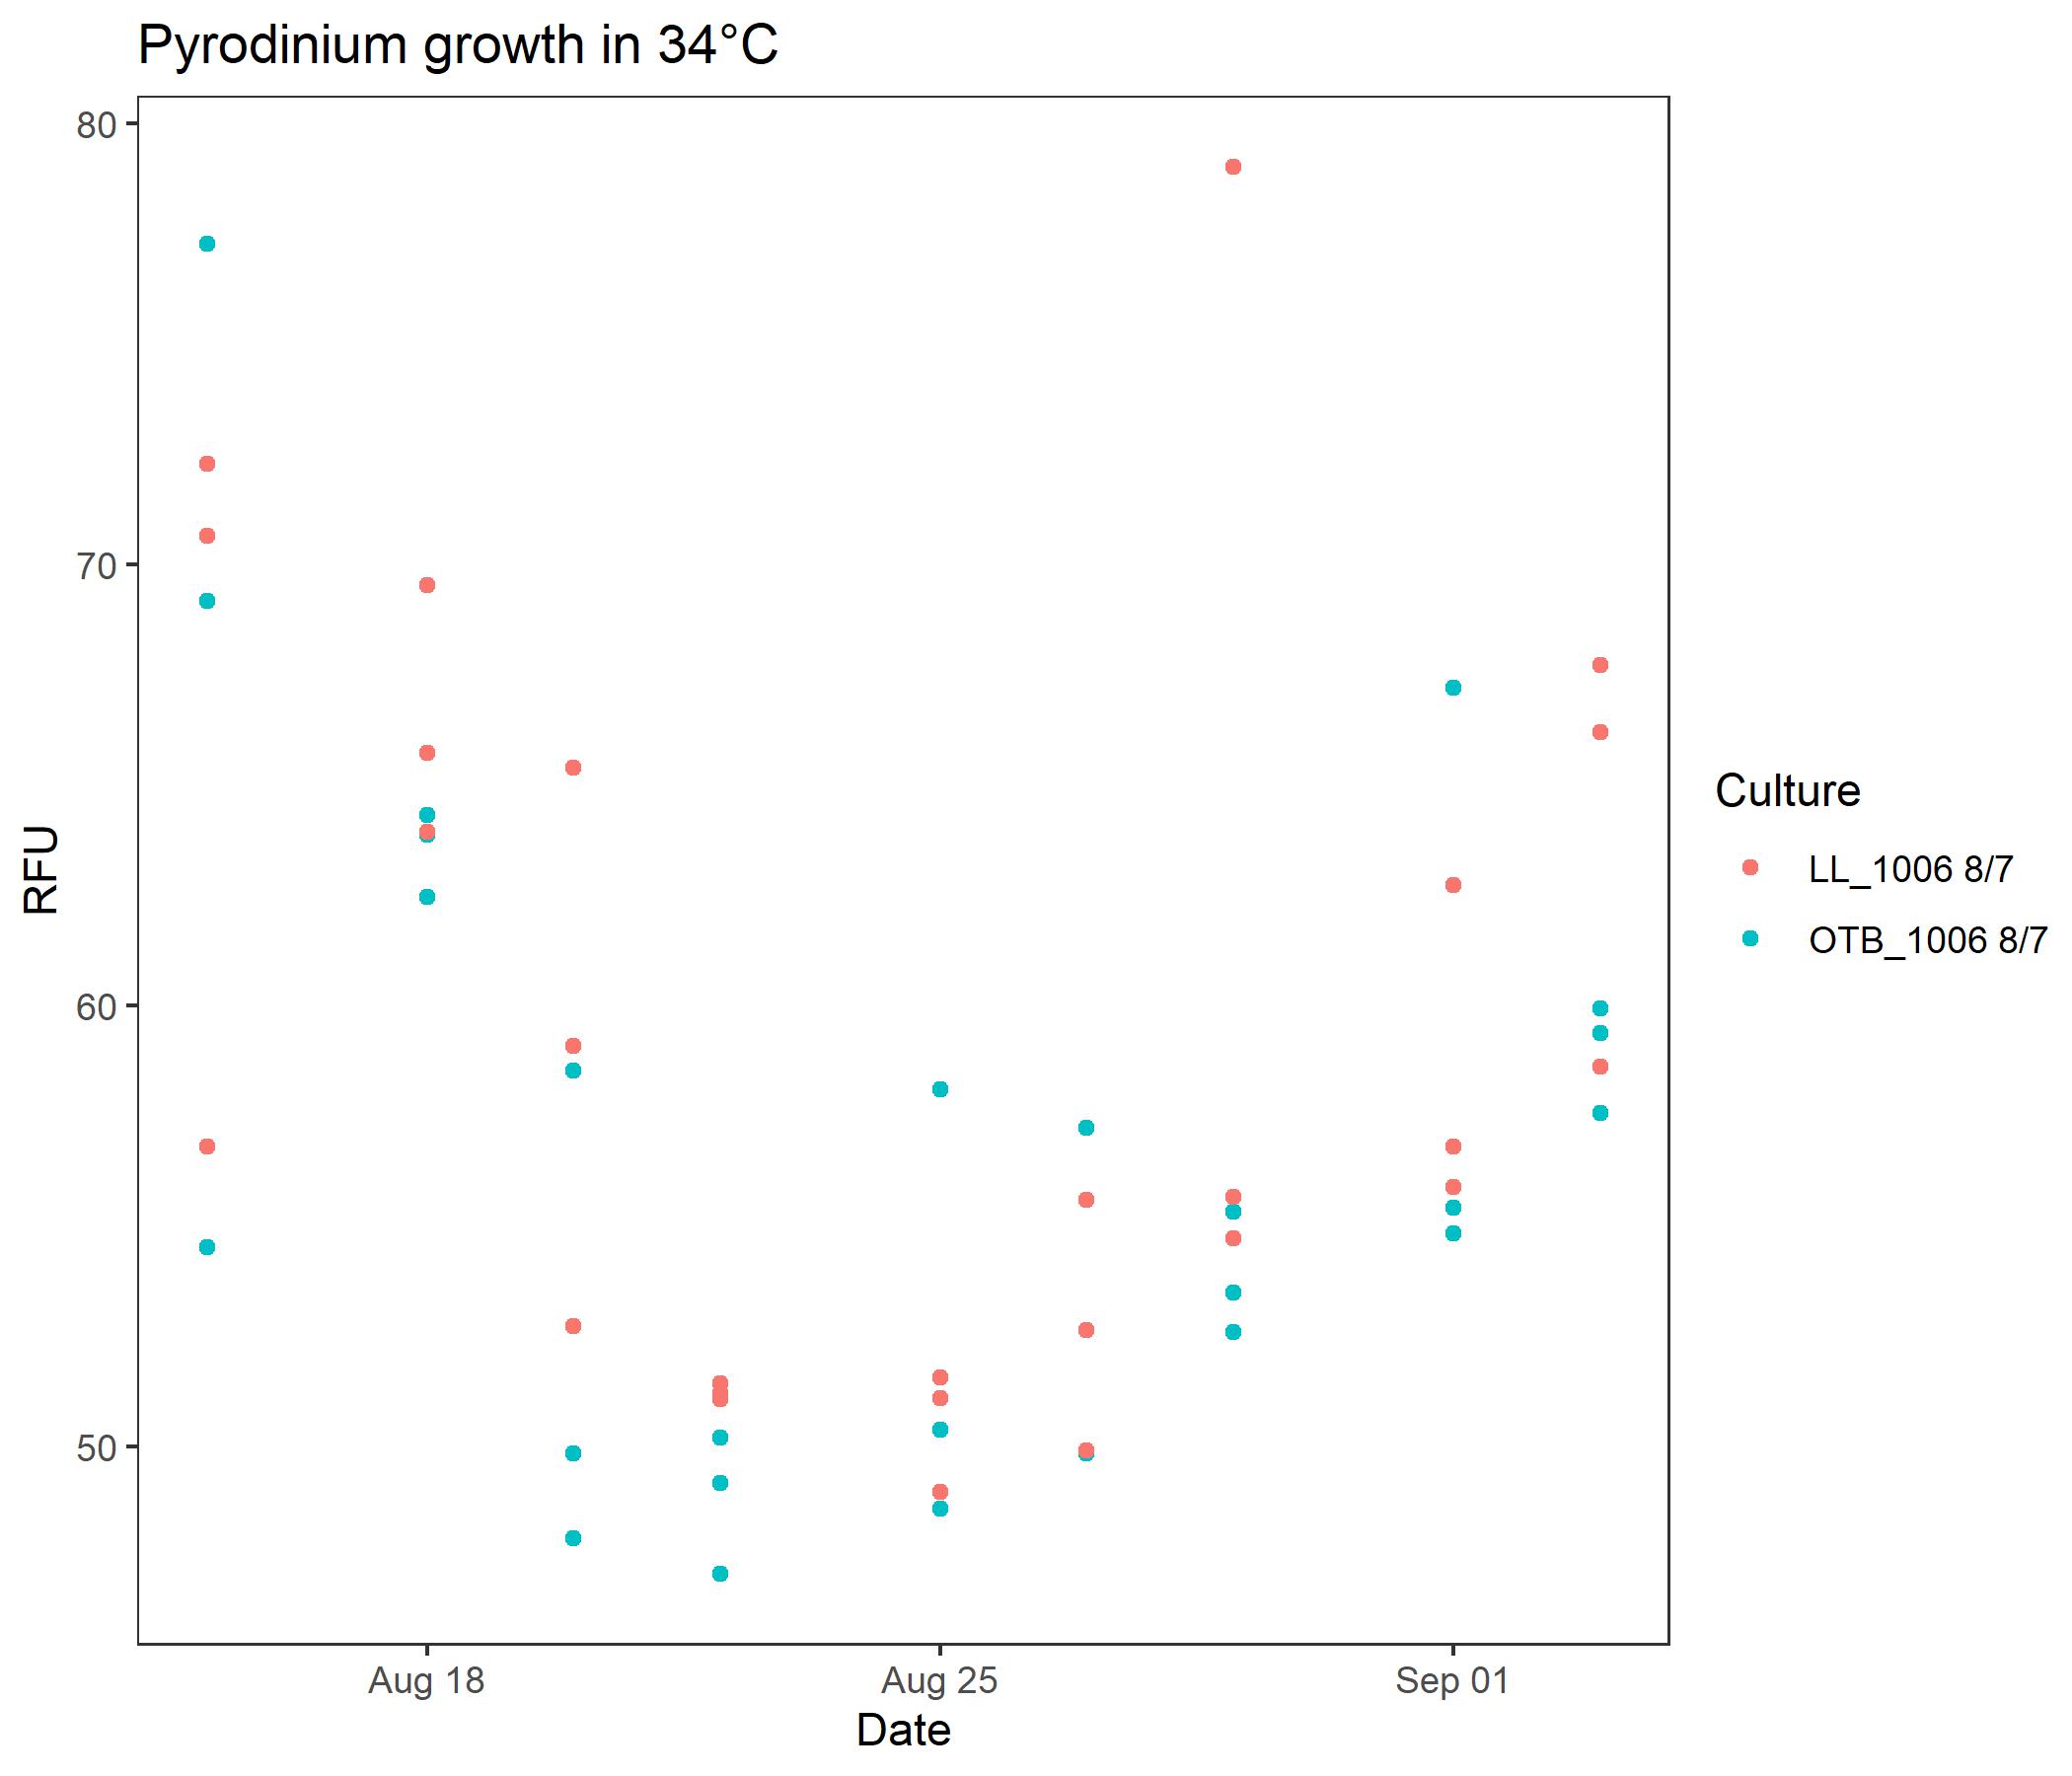 Pyrodinium growth in 34°C
80
70
60
50
RFU
Aug 18
Aug 25
Sep 01
Date
Culture
LL_1006 8/7
OTB_1006 8/7